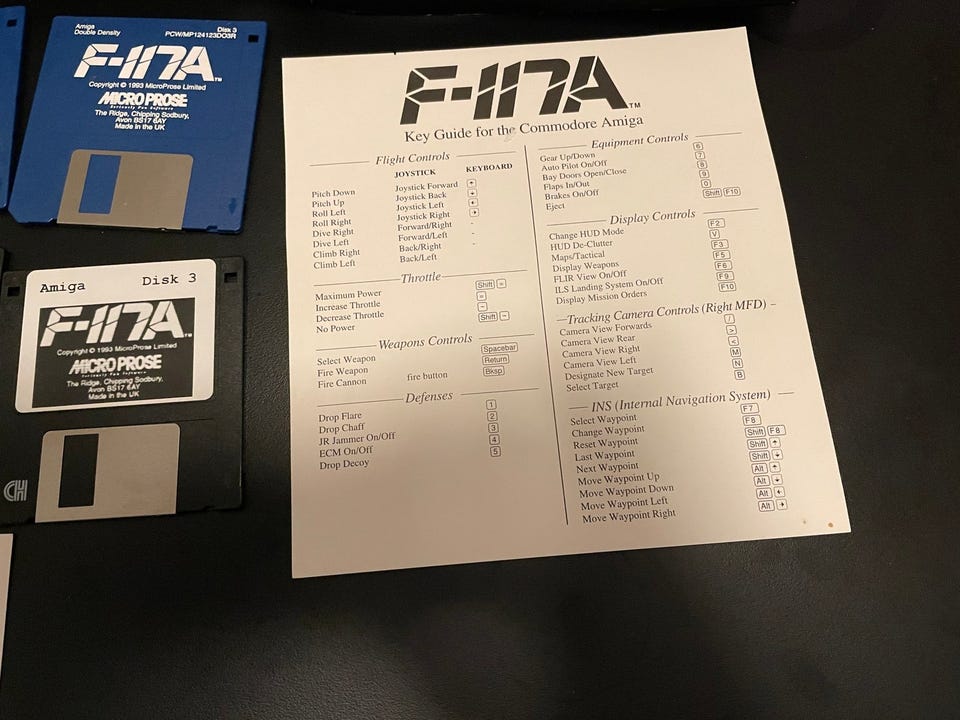 Amiga
Double Density
Disk 3
PCW/MP124123DO3R
F-117A™
Copyright © 1993 MicroProse Limited
MICROPROSE
Seriously Fun Software
The Ridge, Chipping Sodbury,
Avon BS17 6AY
Made in the UK
Amiga Disk 3
F-117A™
Copyright © 1993 MicroProse Limited
MICROPROSE
The Ridge, Chipping Sodbury,
Avon BS17 6AY
Made in the UK
CH
F-117A™
Key Guide for the Commodore Amiga
Flight Controls
JOYSTICK KEYBOARD
Pitch Down Joystick Forward ↑
Pitch Up Joystick Back ↓
Roll Left Joystick Left ←
Roll Right Joystick Right →
Dive Right Forward/Right -
Dive Left Forward/Left -
Climb Right Back/Right -
Climb Left Back/Left
Throttle
Maximum Power Shift =
Increase Throttle =
Decrease Throttle -
No Power Shift -
Weapons Controls
Select Weapon Spacebar
Fire Weapon Return
Fire Cannon fire button Bksp
Defenses
Drop Flare 1
Drop Chaff 2
JR Jammer On/Off 3
ECM On/Off 4
Drop Decoy 5
Equipment Controls
Gear Up/Down 6
Auto Pilot On/Off 7
Bay Doors Open/Close 8
Flaps In/Out 9
Brakes On/Off 0
Eject Shift F10
Display Controls
Change HUD Mode F2
HUD De-Clutter V
Maps/Tactical F3
Display Weapons F5
FLIR View On/Off F6
ILS Landing System On/Off F9
Display Mission Orders F10
Tracking Camera Controls (Right MFD)
Camera View Forwards /
Camera View Rear >
Camera View Right <
Camera View Left M
Designate New Target N
Select Target B
INS (Internal Navigation System)
Select Waypoint F7
Change Waypoint F8
Reset Waypoint Shift F8
Last Waypoint Shift ↑
Next Waypoint Shift ↓
Move Waypoint Up Alt ↑
Move Waypoint Down Alt ↓
Move Waypoint Left Alt ←
Move Waypoint Right Alt →